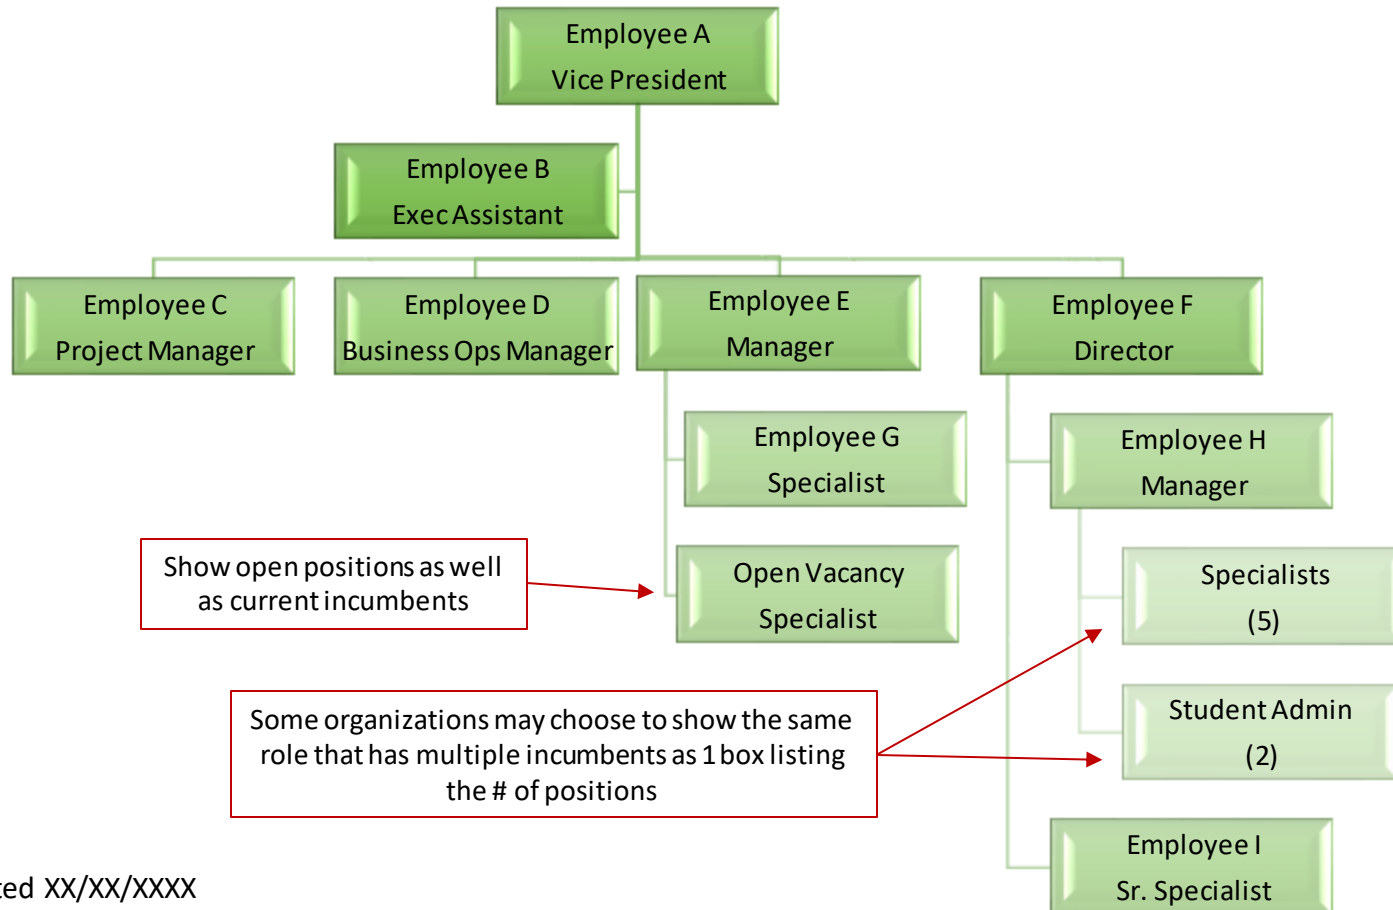 Employee A
Vice President
Employee B
Exec Assistant
Employee C
Project Manager
Employee D
Business Ops Manager
Employee E
Manager
Employee F
Director
Employee G
Specialist
Employee H
Manager
Show open positions as well
as current incumbents
Open Vacancy
Specialist
Specialists
(5)
Some organizations may choose to show the same
role that has multiple incumbents as 1 box listing
the # of positions
Student Admin
(2)
Employee I
Sr. Specialist
XX/XX/XXXX